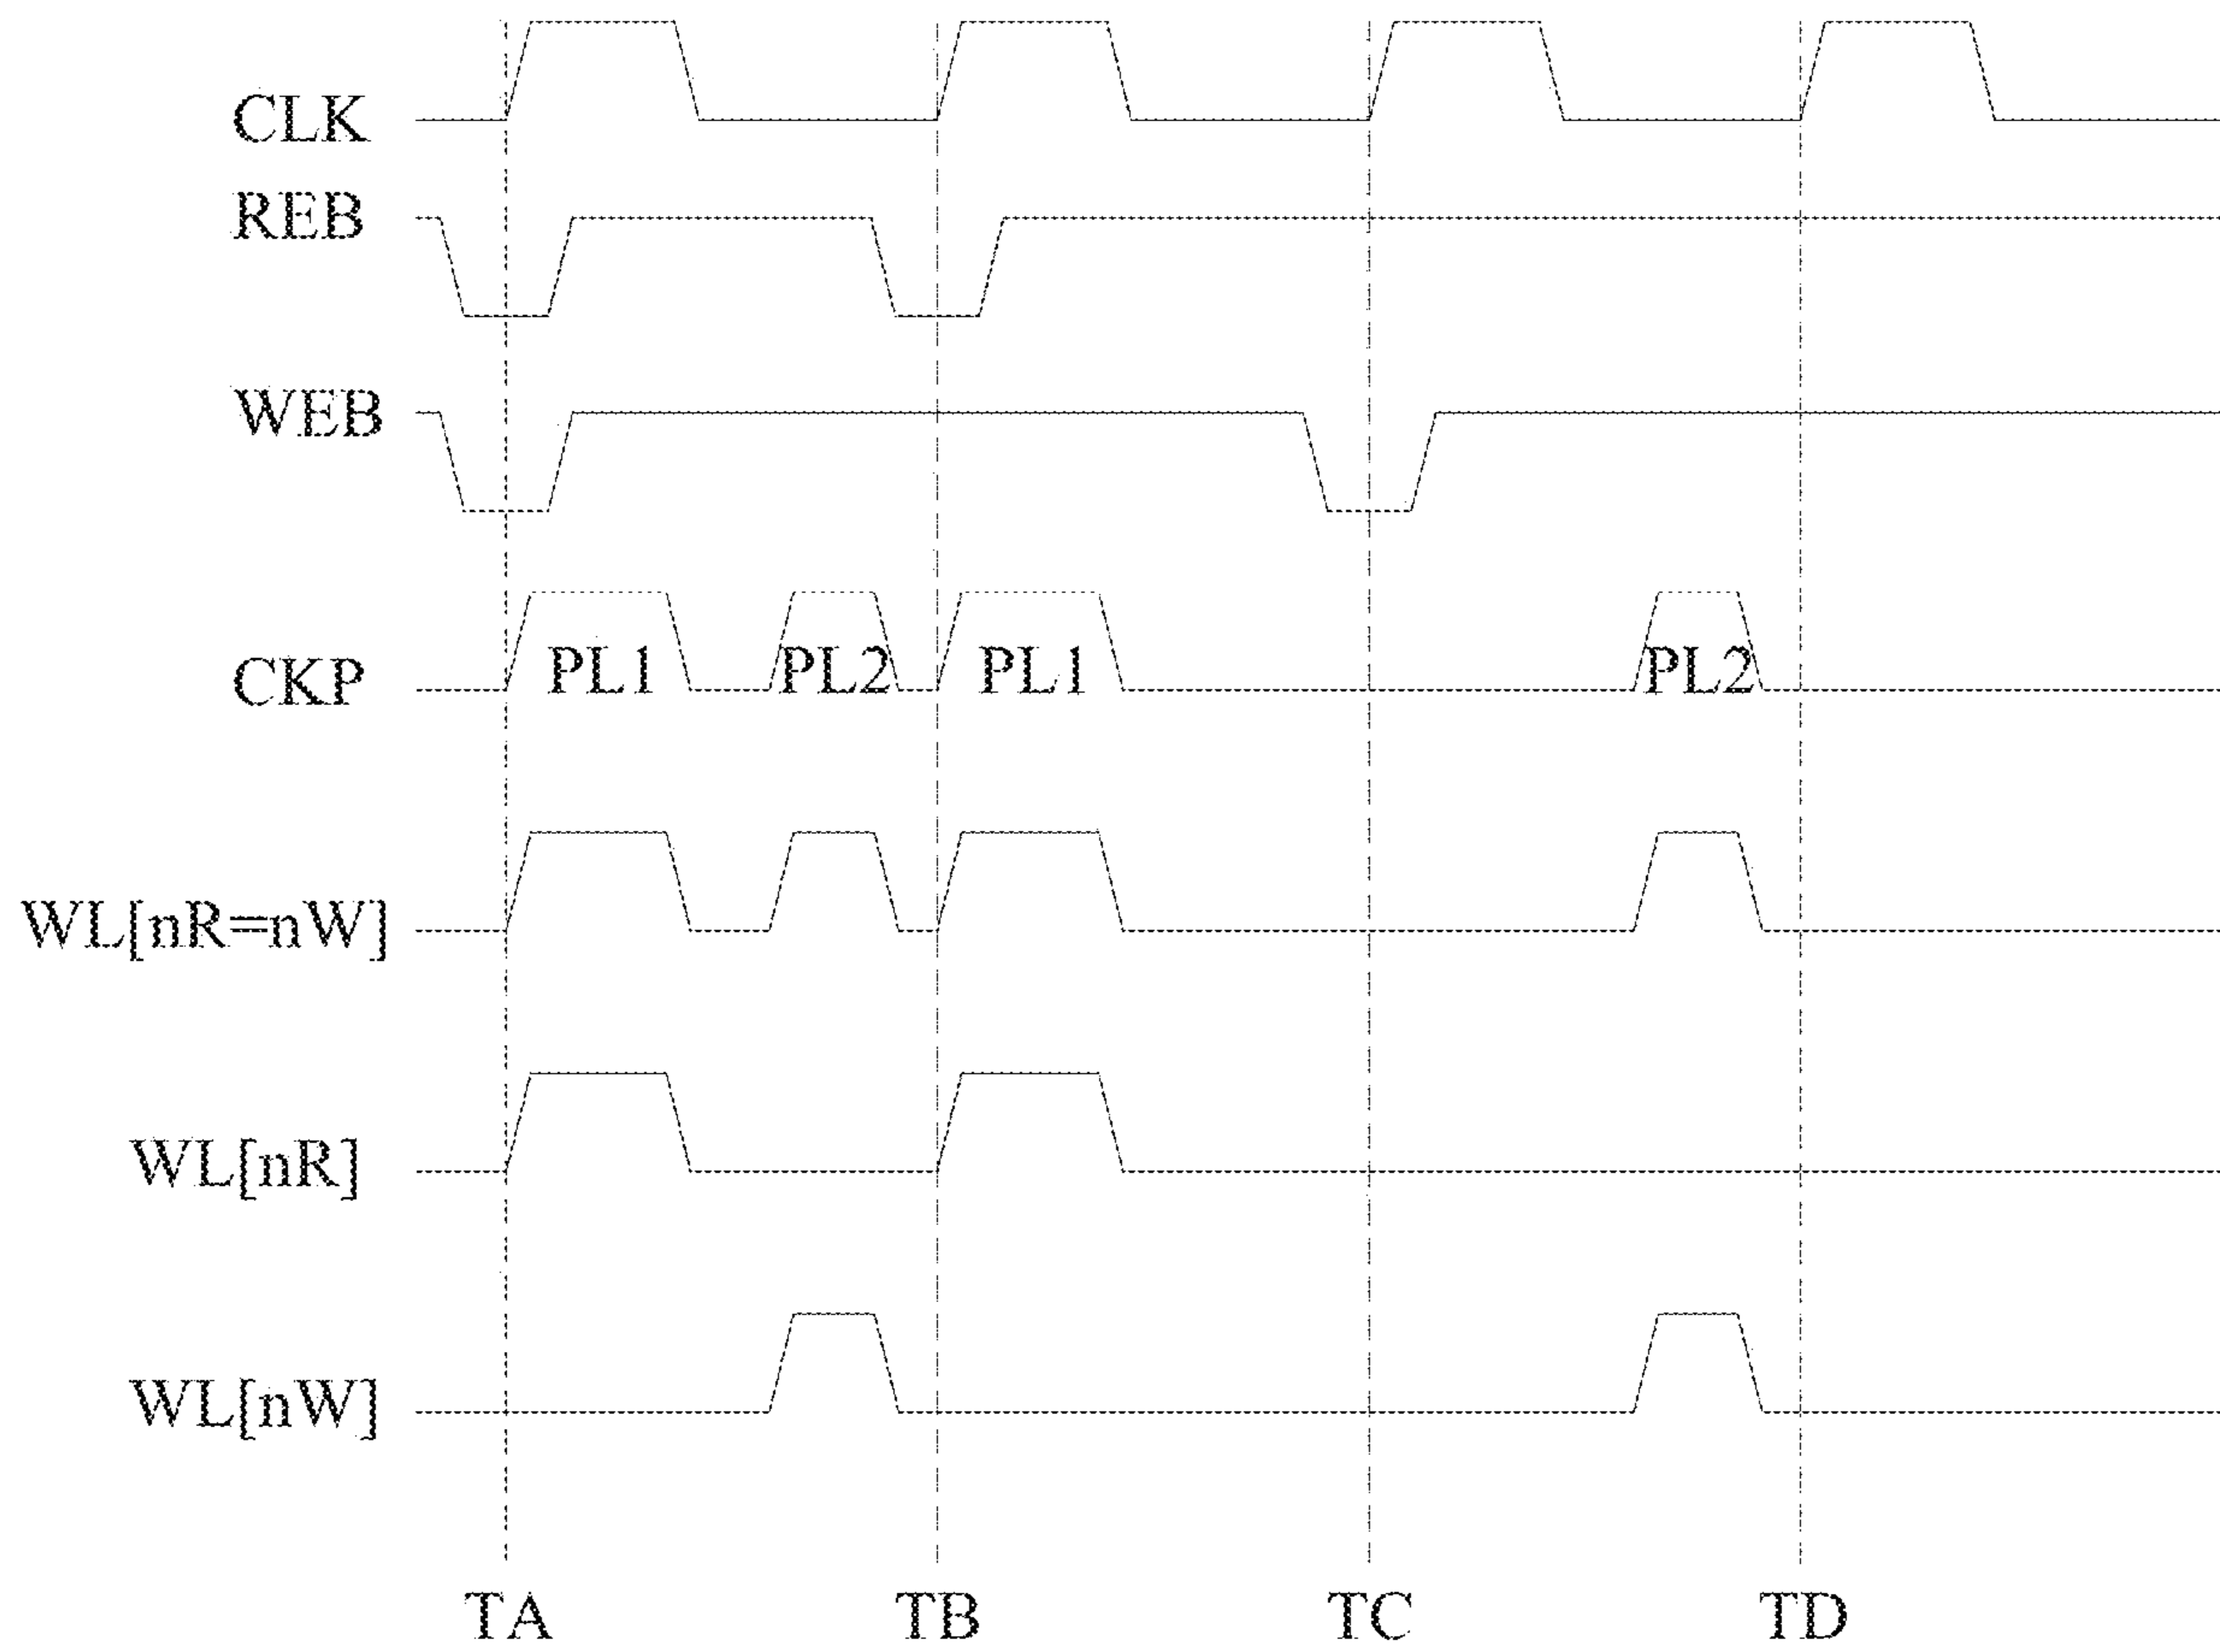 CLK
REB
WEB
CKP
PL1 PL2 PL1 PL2
WL[nR=nW]
WL[nR]
WL[nW]
TA TB TC TD